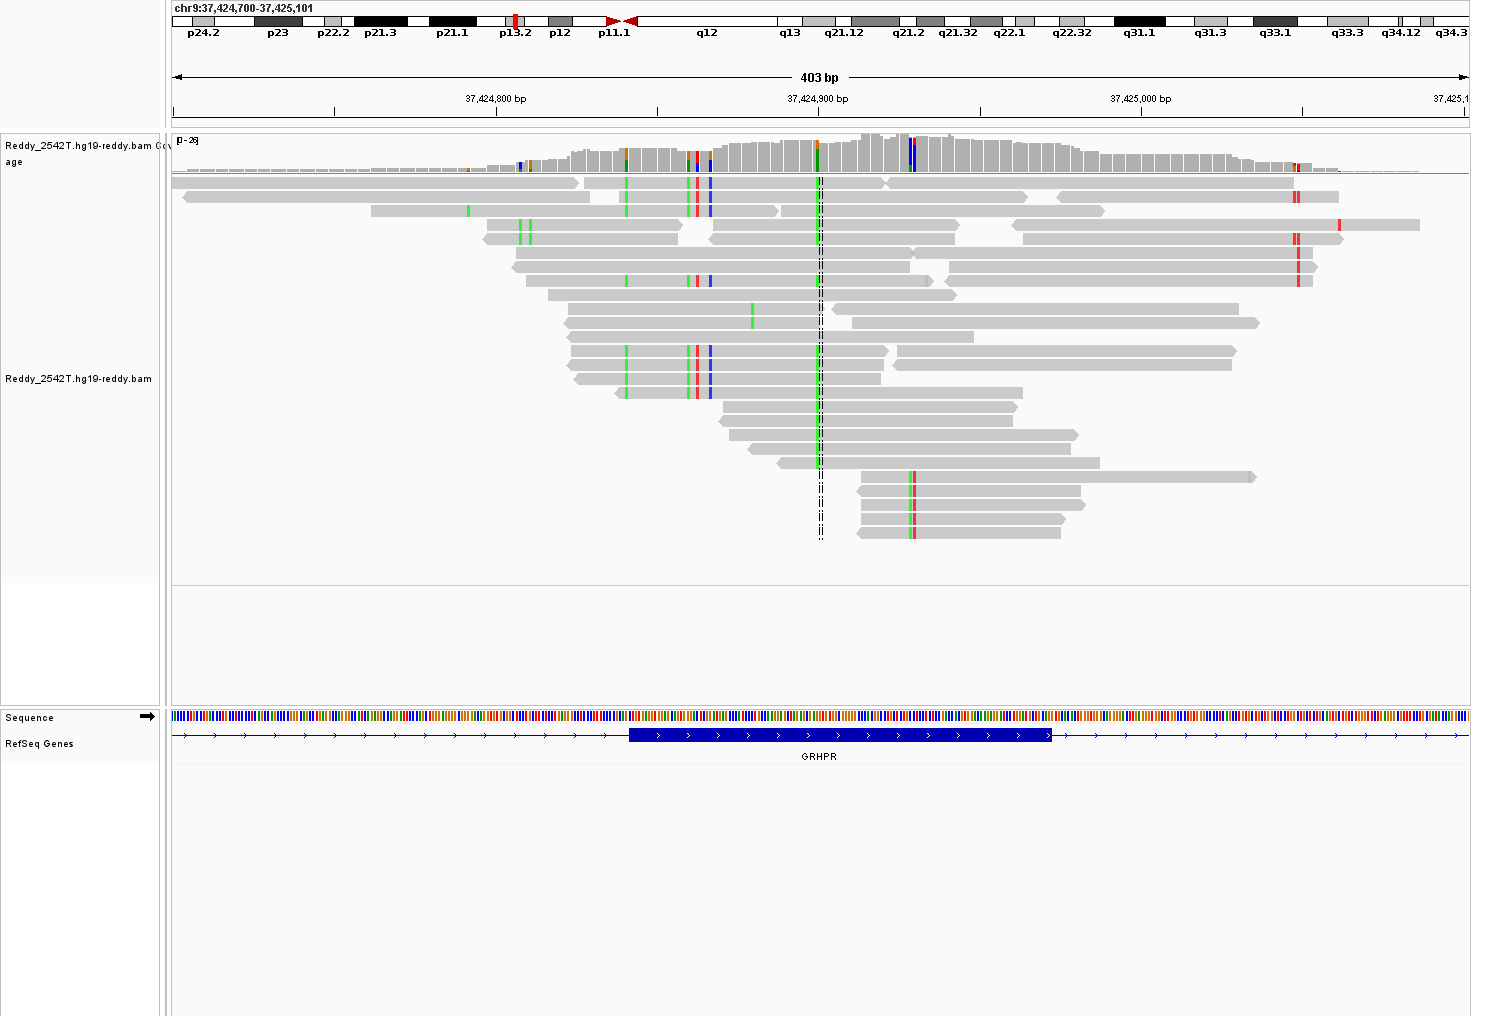 chr9:37,424,700-37,425,101
p24.2 p23 p22.2 p21.3 p21.1 p13.2 p12 p11.1 q12 q13 q21.12 q21.2 q21.32 q22.1 q22.32 q31.1 q31.3 q33.1 q33.3 q34.12 q34.3
403 bp
37,424,800 bp 37,424,900 bp 37,425,000 bp 37,425,1
Reddy_2542T.hg19-reddy.bam Cov
age
[0-26]
Reddy_2542T.hg19-reddy.bam
Sequence
RefSeq Genes
GRHPR